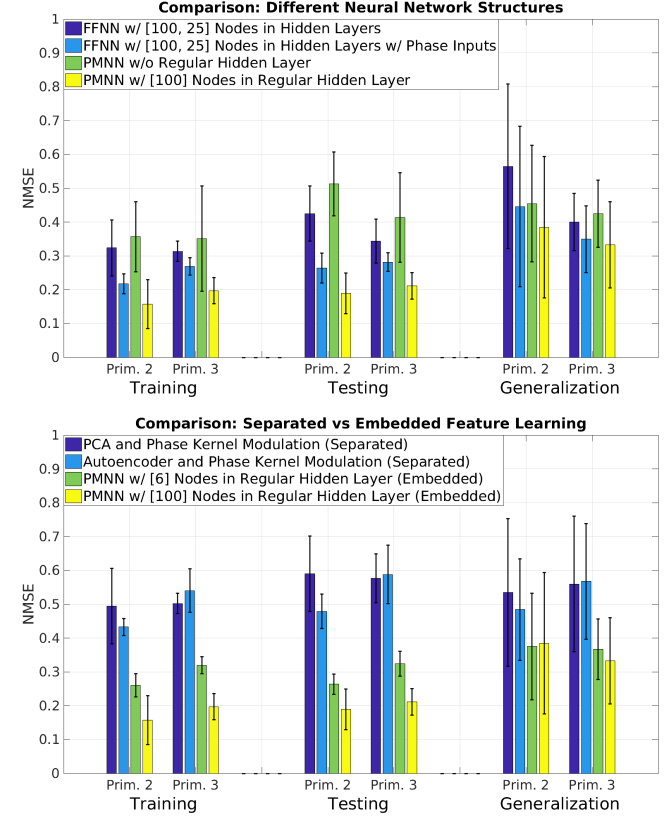 Comparison: Different Neural Network Structures
FFNN w/ [100, 25] Nodes in Hidden Layers
FFNN w/ [100, 25] Nodes in Hidden Layers w/ Phase Inputs
PMNN w/o Regular Hidden Layer
PMNN w/ [100] Nodes in Regular Hidden Layer
1
0.9
0.8
0.7
0.6
0.5
0.4
0.3
0.2
0.1
0
NMSE
Prim. 2 Prim. 3 Prim. 2 Prim. 3 Prim. 2 Prim. 3
Training Testing Generalization
Comparison: Separated vs Embedded Feature Learning
PCA and Phase Kernel Modulation (Separated)
Autoencoder and Phase Kernel Modulation (Separated)
PMNN w/ [6] Nodes in Regular Hidden Layer (Embedded)
PMNN w/ [100] Nodes in Regular Hidden Layer (Embedded)
1
0.9
0.8
0.7
0.6
0.5
0.4
0.3
0.2
0.1
0
NMSE
Prim. 2 Prim. 3 Prim. 2 Prim. 3 Prim. 2 Prim. 3
Training Testing Generalization